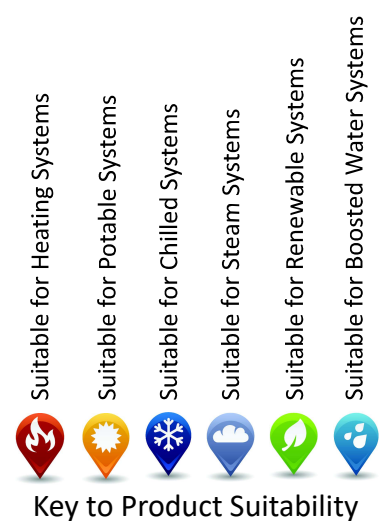 Suitable for Heating Systems
Suitable for Potable Systems
Suitable for Chilled Systems
Suitable for Steam Systems
Suitable for Renewable Systems
Suitable for Boosted Water Systems
Key to Product Suitability